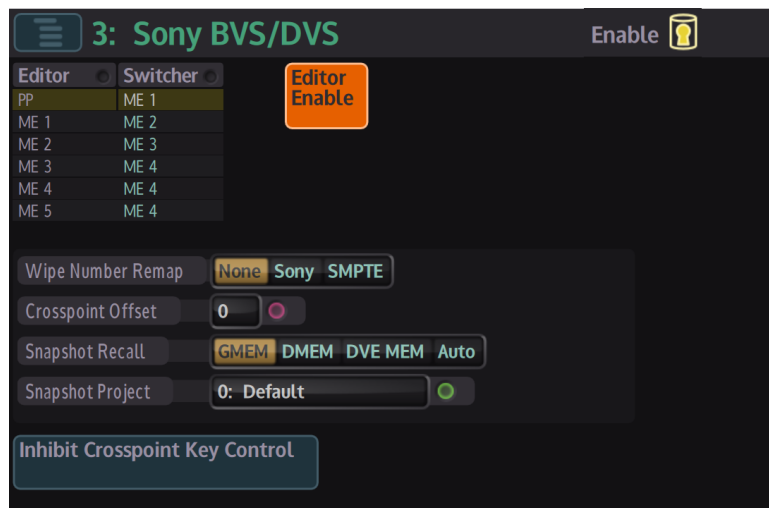 3: Sony BVS/DVS
Enable
Editor Switcher
Editor
Enable
PP ME 1
ME 1 ME 2
ME 2 ME 3
ME 3 ME 4
ME 4 ME 4
ME 5 ME 4
Wipe Number Remap None Sony SMPTE
Crosspoint Offset 0
Snapshot Recall GMEM DMEM DVE MEM Auto
Snapshot Project 0: Default
Inhibit Crosspoint Key Control